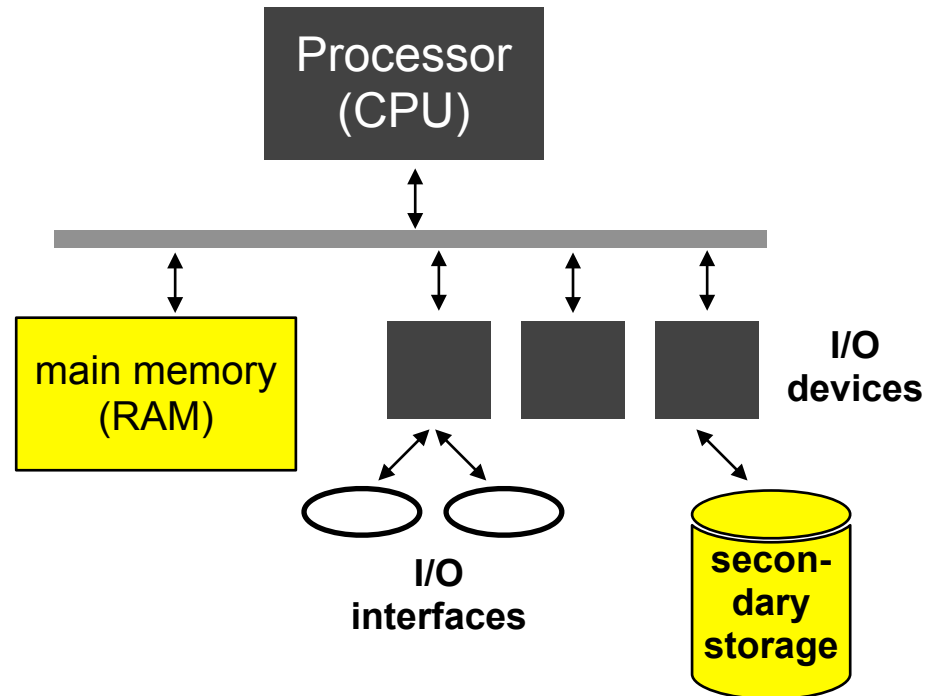 Processor
(CPU)
main memory
(RAM)
I/O
devices
I/O
interfaces
secon-
dary
storage